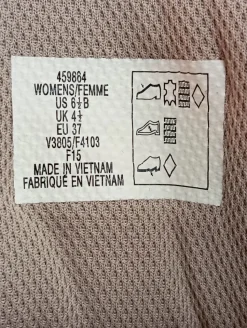 459864
WOMENS/FEMME
US 6½B
UK 4½
EU 37
V3805/F4103
F15
MADE IN VIETNAM
FABRIQUÉ EN VIETNAM